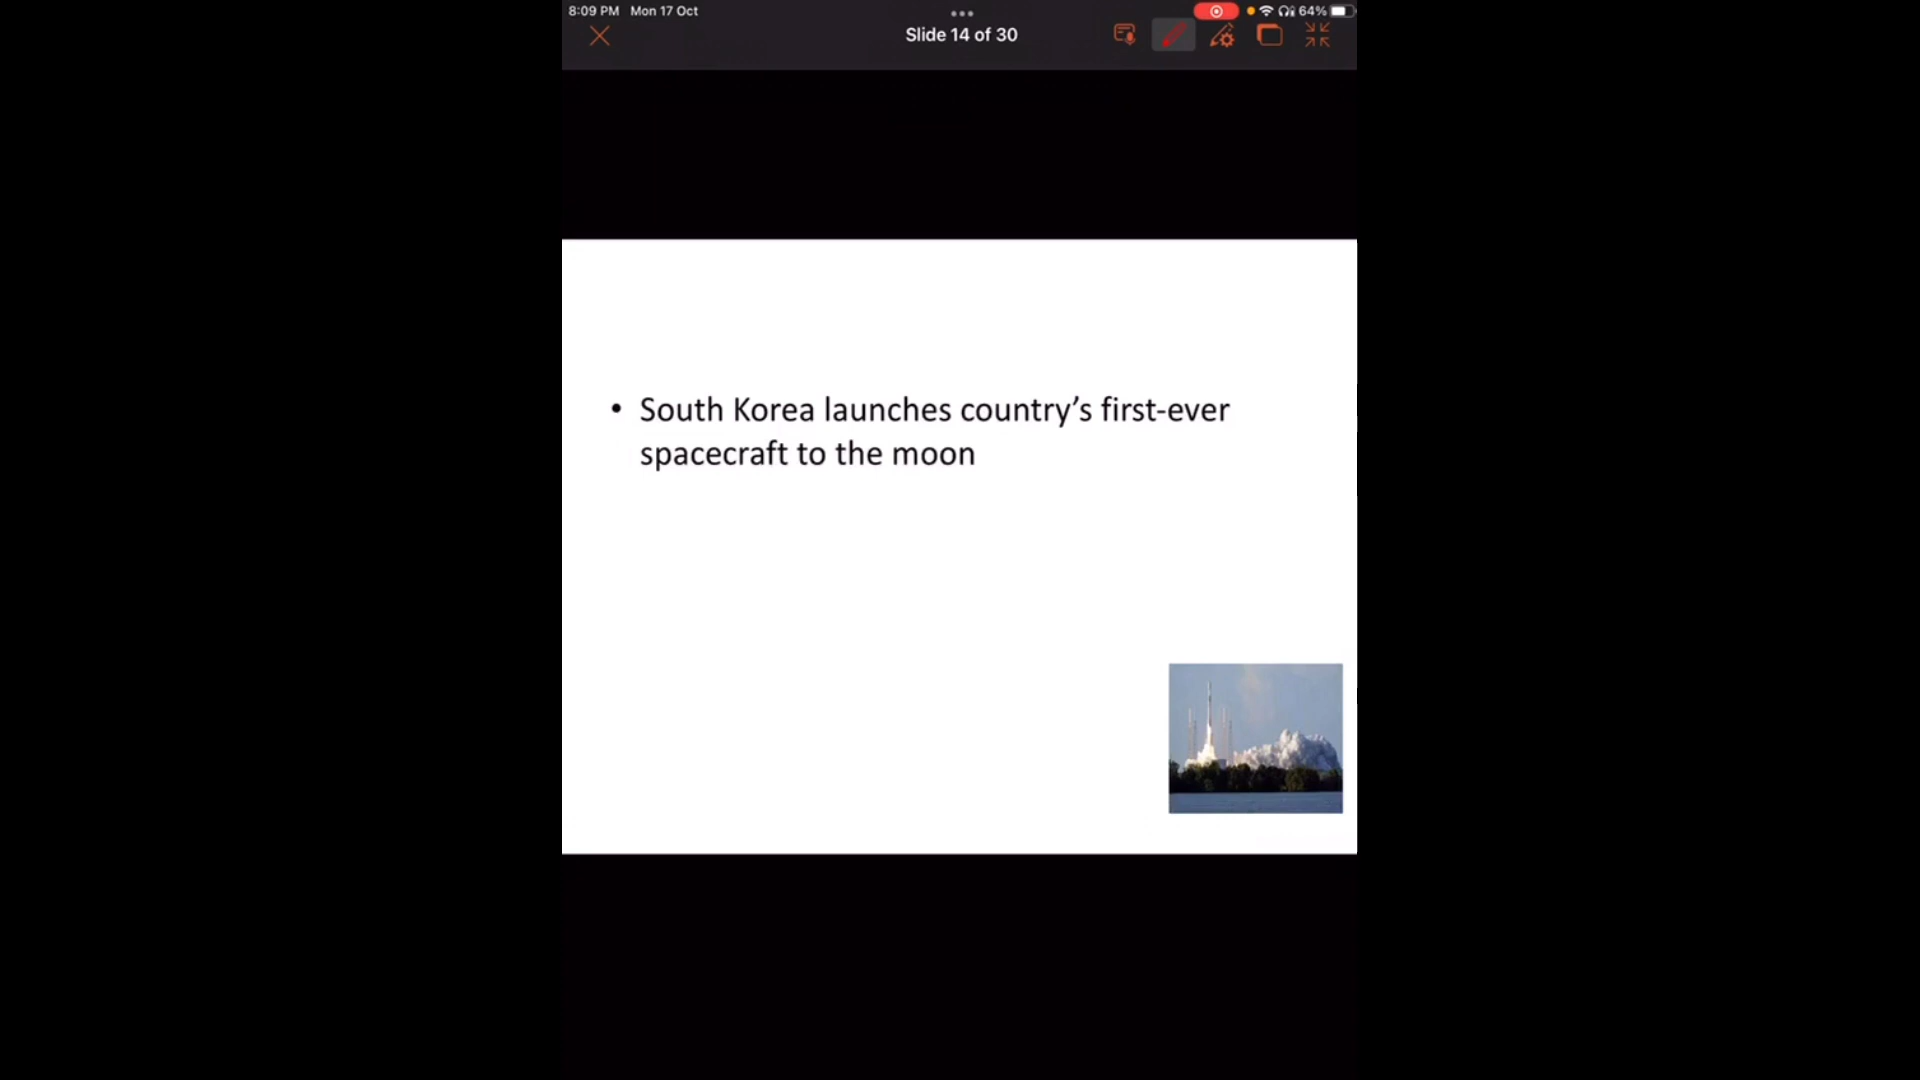 8:09 PM Mon 17 Oct
64%
Slide 14 of 30
• South Korea launches country’s first-ever
spacecraft to the moon